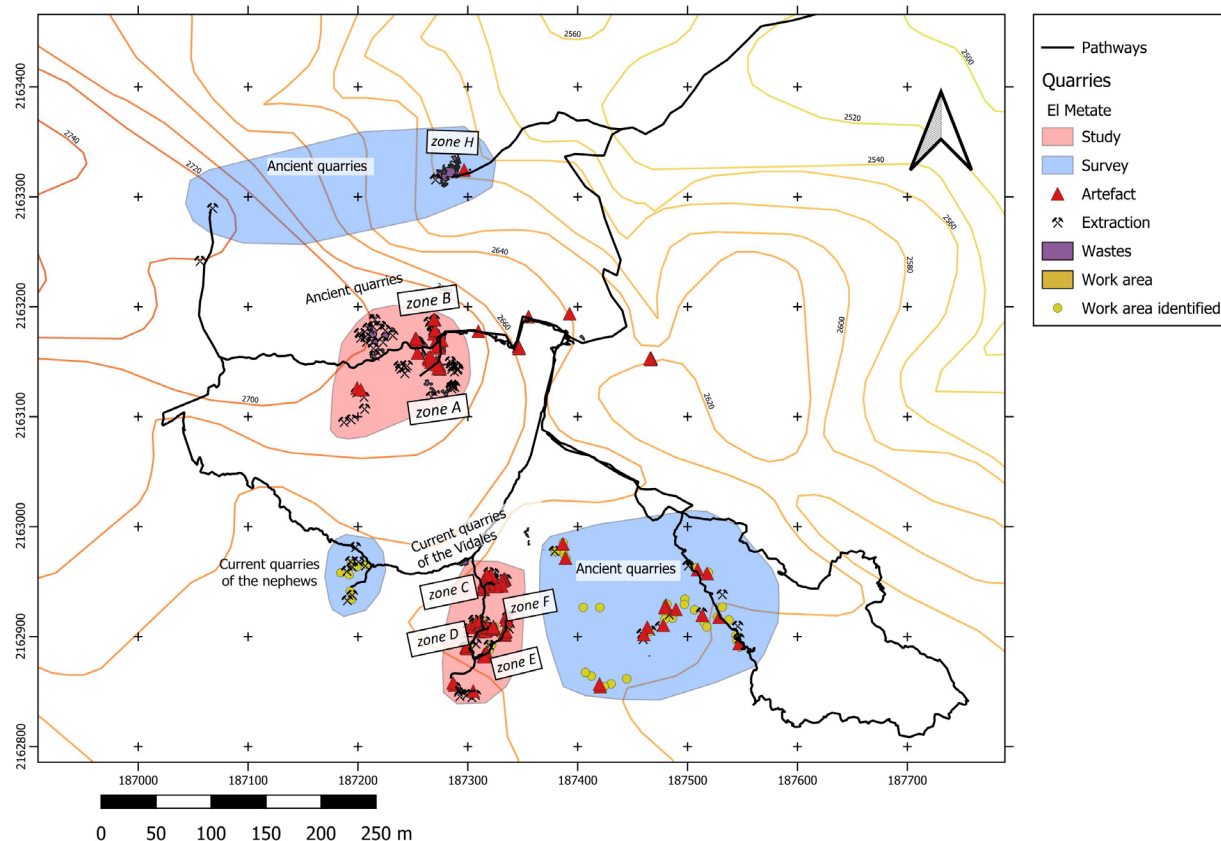 2560
2500
2163400
2740
2720
zone H
Ancient quarries
2520
2540
2163300
2640
2560
2580
Ancient quarries
zone B
2163200
2660
2600
2700
2620
zone A
2163100
2163000
Current quarries
of the Vidales
Current quarries
of the nephews
Ancient quarries
zone C
zone F
2162900
zone D
zone E
2162800
187000
187100
187200
187300
187400
187500
187600
187700
0
50
100
150
200
250 m
Pathways
Quarries
El Metate
Study
Survey
Artefact
Extraction
Wastes
Work area
Work area identified